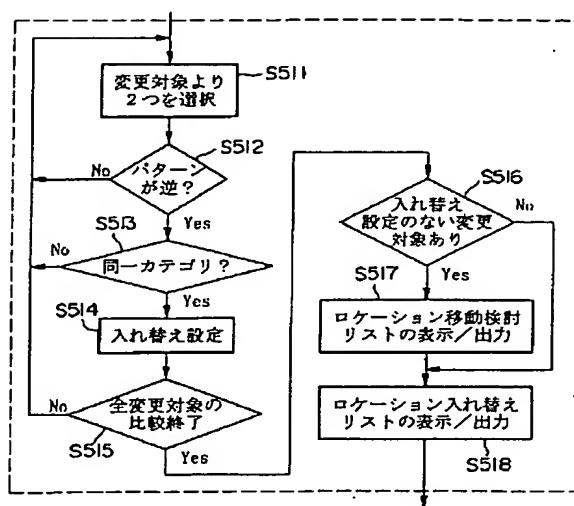 変更対象より
2つを選択
S511
パターン
が逆？
S512
No
Yes
S513
同一カテゴリ？
No
Yes
S514
入れ替え設定
全変更対象の
比較終了
No
S515
Yes
入れ替え
設定のない変更
対象あり
S516
No
Yes
S517
ロケーション移動検討
リストの表示／出力
ロケーション入れ替え
リストの表示／出力
S518